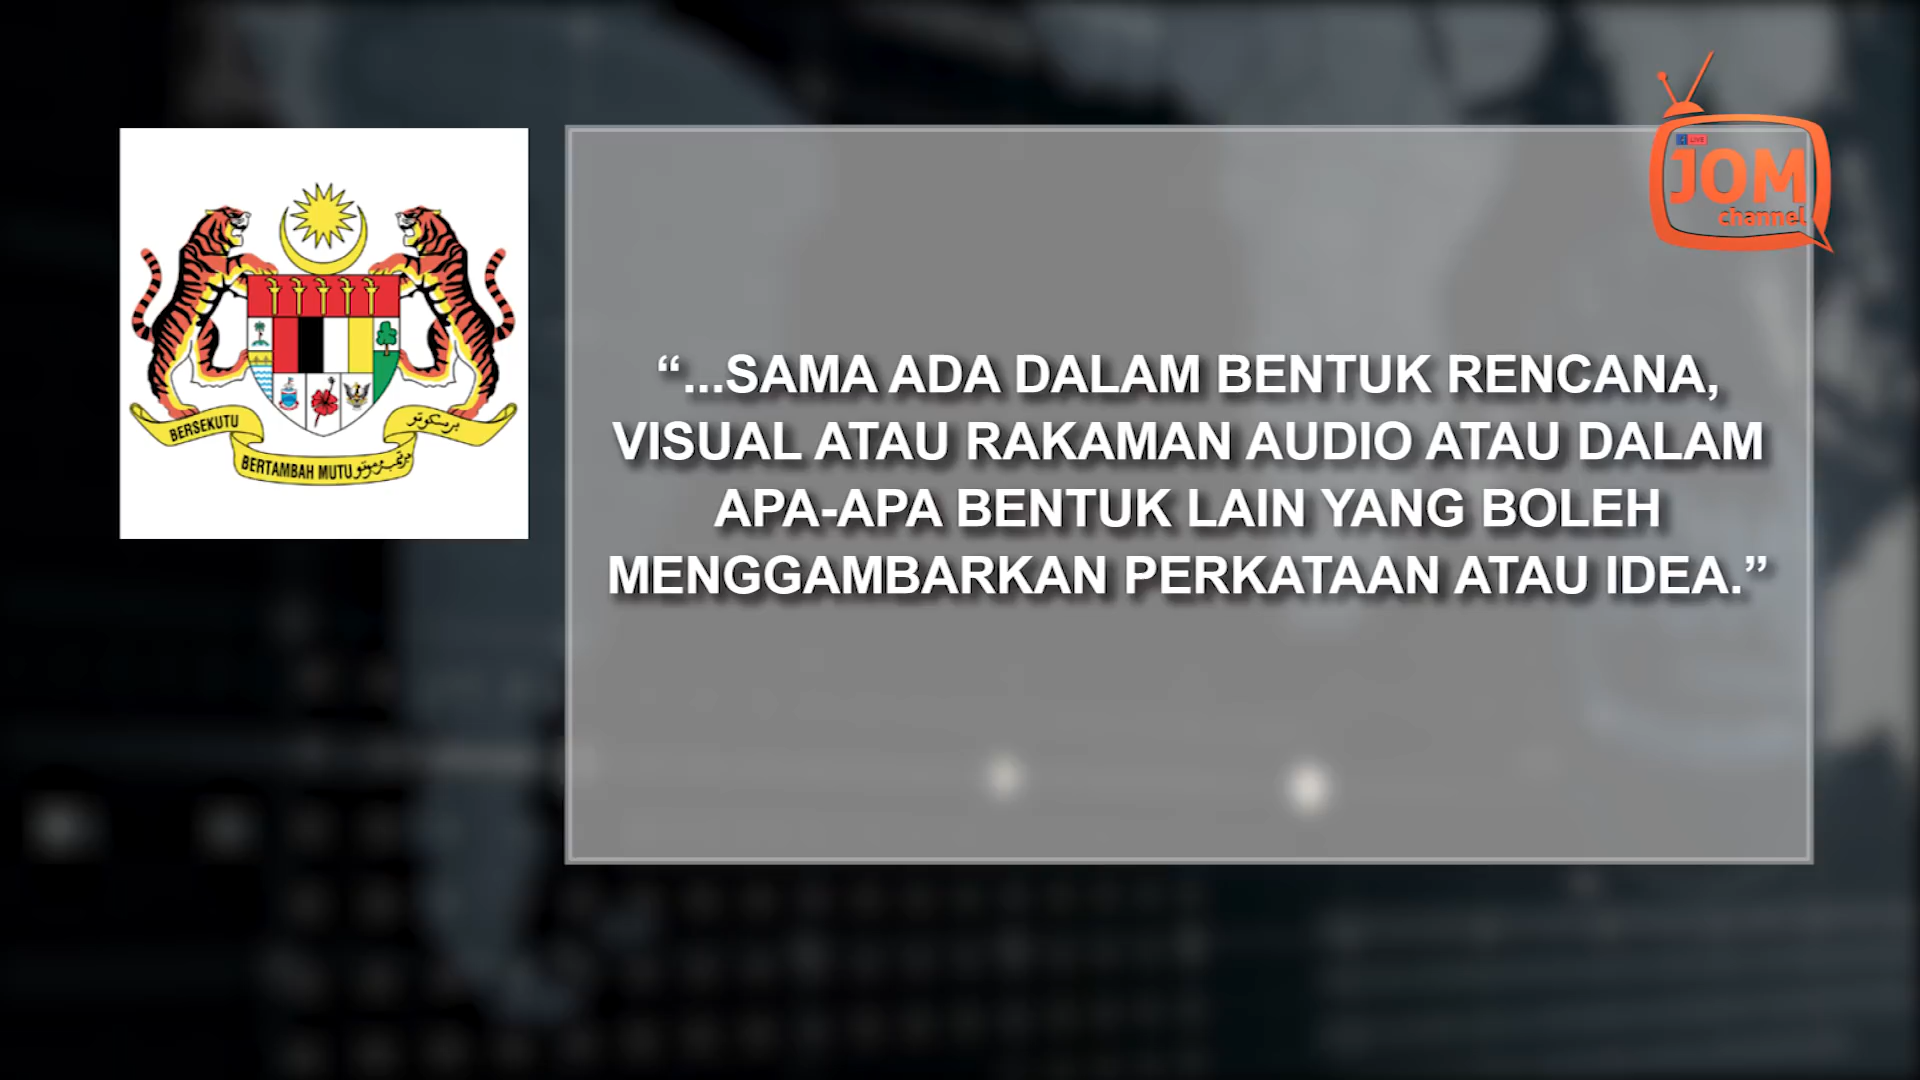 BERSEKUTU
BERTAMBAH MUTU
LIVE
JOM
channel
“...SAMA ADA DALAM BENTUK RENCANA,
VISUAL ATAU RAKAMAN AUDIO ATAU DALAM
APA-APA BENTUK LAIN YANG BOLEH
MENGGAMBARKAN PERKATAAN ATAU IDEA.”